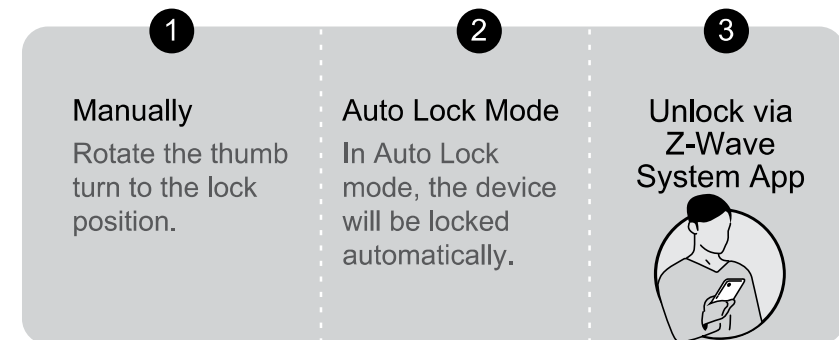 1
Manually
Rotate the thumb
turn to the lock
position.
2
Auto Lock Mode
In Auto Lock
mode, the device
will be locked
automatically.
3
Unlock via
Z-Wave
System App